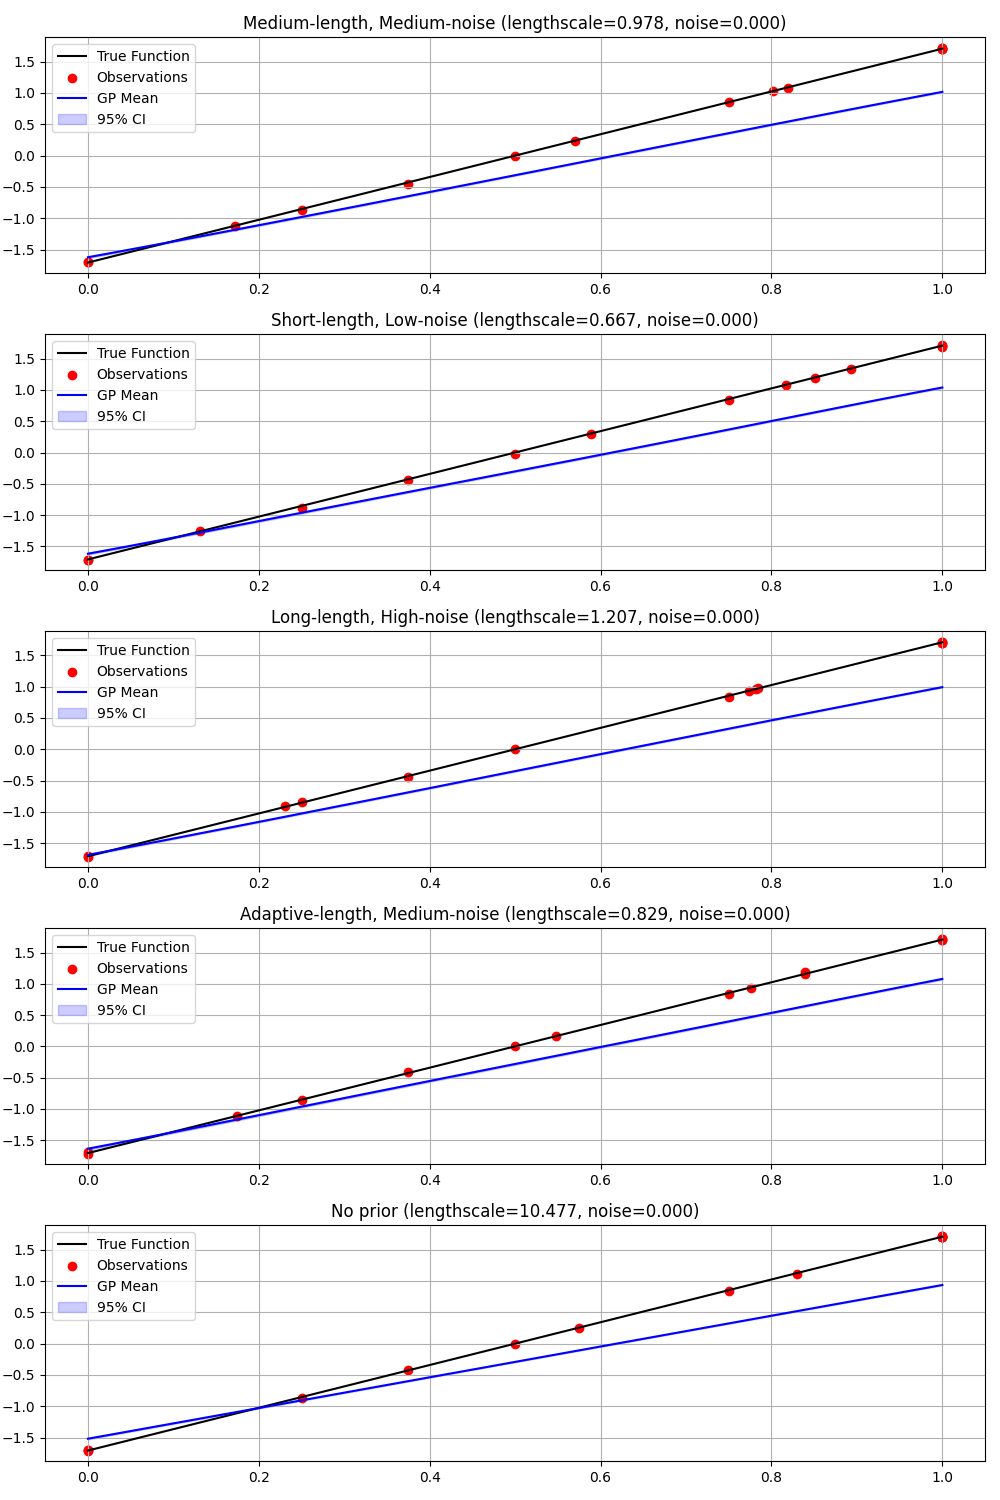 Medium-length, Medium-noise (lengthscale=0.978, noise=0.000)
True Function
Observations
GP Mean
95% CI
1.5
1.0
0.5
0.0
−0.5
−1.0
−1.5
0.0 0.2 0.4 0.6 0.8 1.0
Short-length, Low-noise (lengthscale=0.667, noise=0.000)
True Function
Observations
GP Mean
95% CI
1.5
1.0
0.5
0.0
−0.5
−1.0
−1.5
0.0 0.2 0.4 0.6 0.8 1.0
Long-length, High-noise (lengthscale=1.207, noise=0.000)
True Function
Observations
GP Mean
95% CI
1.5
1.0
0.5
0.0
−0.5
−1.0
−1.5
0.0 0.2 0.4 0.6 0.8 1.0
Adaptive-length, Medium-noise (lengthscale=0.829, noise=0.000)
True Function
Observations
GP Mean
95% CI
1.5
1.0
0.5
0.0
−0.5
−1.0
−1.5
0.0 0.2 0.4 0.6 0.8 1.0
No prior (lengthscale=10.477, noise=0.000)
True Function
Observations
GP Mean
95% CI
1.5
1.0
0.5
0.0
−0.5
−1.0
−1.5
0.0 0.2 0.4 0.6 0.8 1.0